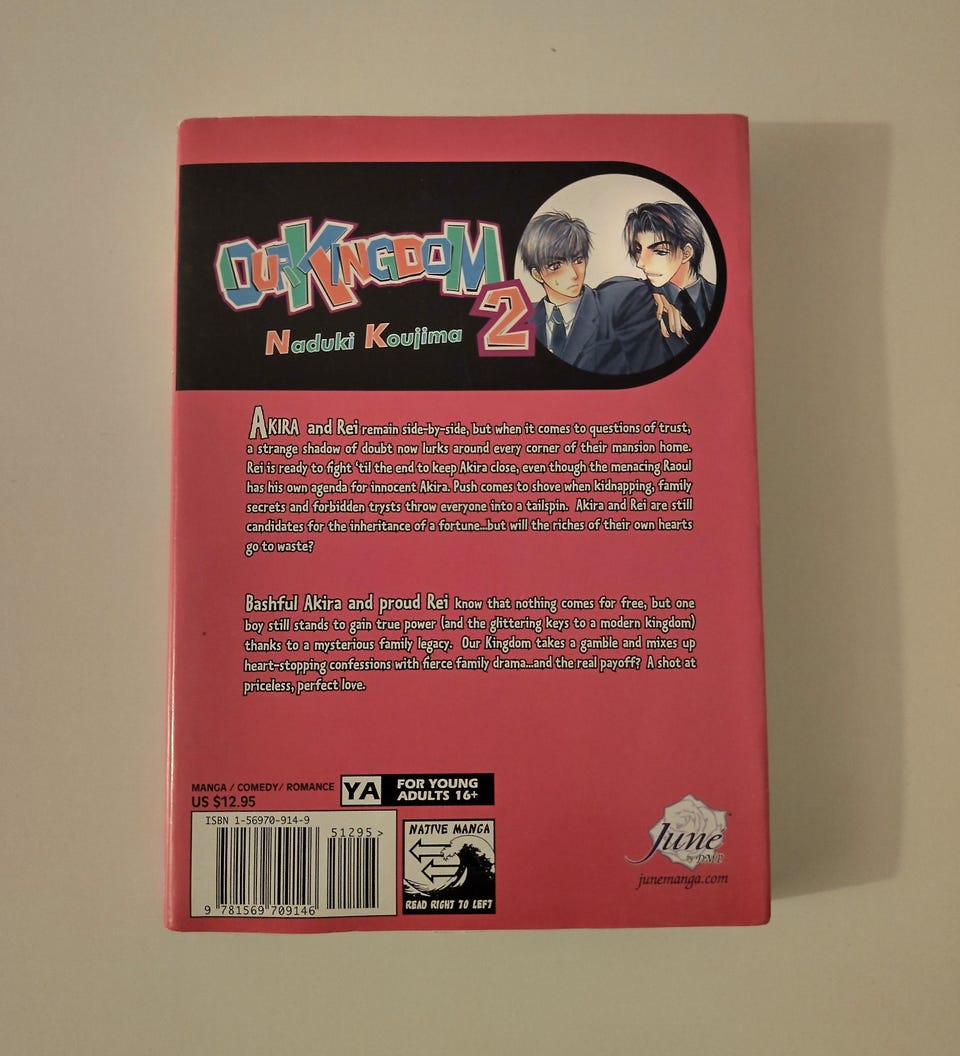 OUR KINGDOM
2
Naduki Koujima
AKIRA and Rei remain side-by-side, but when it comes to questions of trust,
a strange shadow of doubt now lurks around every corner of their mansion home.
Rei is ready to fight 'til the end to keep Akira close, even though the menacing Raoul
has his own agenda for innocent Akira. Push comes to shove when kidnapping, family
secrets and forbidden trysts throw everyone into a tailspin. Akira and Rei are still
candidates for the inheritance of a fortune...but will the riches of their own hearts
go to waste?
Bashful Akira and proud Rei know that nothing comes for free, but one
boy still stands to gain true power (and the glittering keys to a modern kingdom)
thanks to a mysterious family legacy. Our Kingdom takes a gamble and mixes up
heart-stopping confessions with fierce family drama...and the real payoff? A shot at
priceless, perfect love.
MANGA / COMEDY/ ROMANCE
US $12.95
YA
FOR YOUNG
ADULTS 16+
ISBN 1-56970-914-9
51295>
9 781569 709146
NATIVE MANGA
READ RIGHT TO LEFT
Juné™
by DMP
junemanga.com